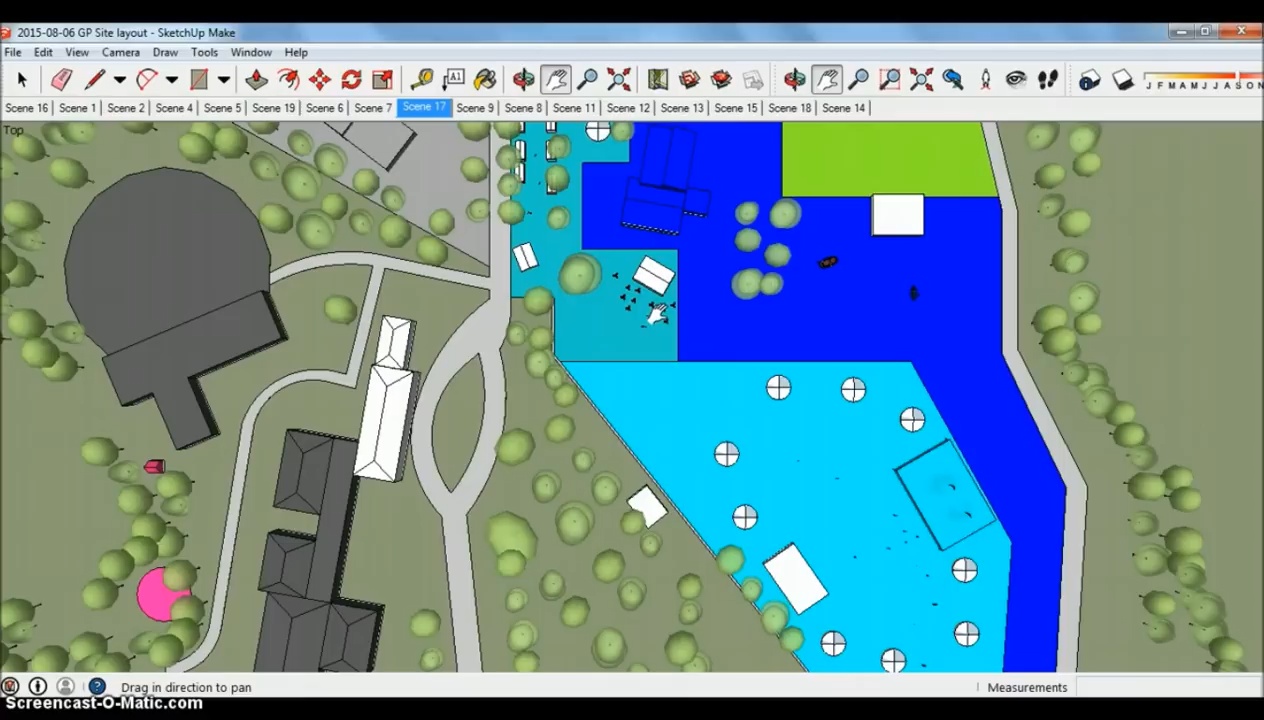 2015-08-06 GP Site layout - SketchUp Make
File Edit View Camera Draw Tools Window Help
A1
J F M A M J J A S O N
Scene 16 Scene 1 Scene 2 Scene 4 Scene 5 Scene 19 Scene 6 Scene 7 Scene 17 Scene 9 Scene 8 Scene 11 Scene 12 Scene 13 Scene 15 Scene 18 Scene 14
Top
Drag in direction to pan Measurements
Screencast-O-Matic.com